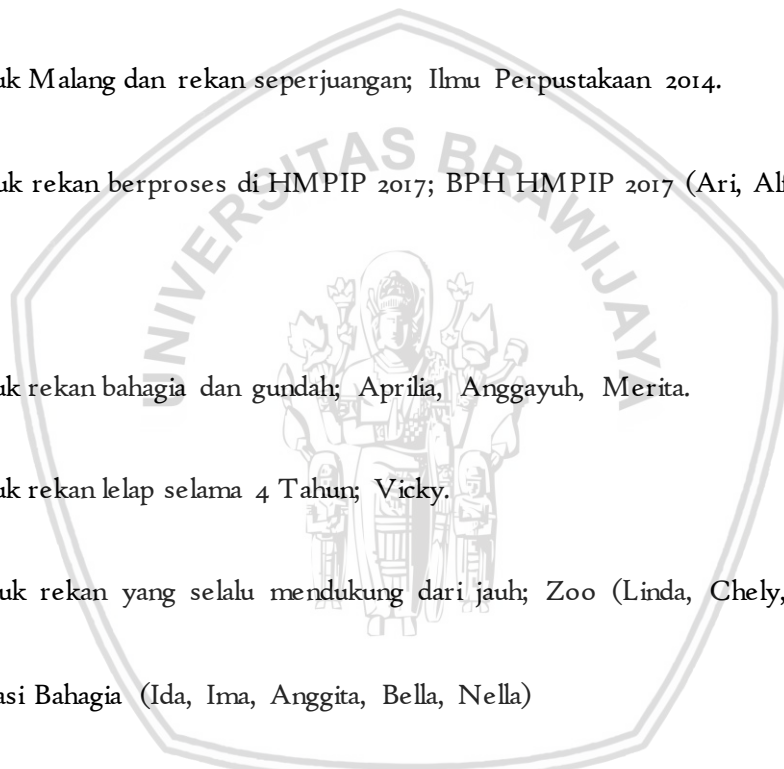 uk Malang dan rekan seperjuangan; Ilmu Perpustakaan 2014.
UNIVERSITAS BRAWIJAYA
uk rekan berproses di HMPIP 2017; BPH HMPIP 2017 (Ari,
uk rekan bahagia dan gundah; Aprilia, Anggayuh, Merita.
uk rekan lelap selama 4 Tahun; Vicky.
uk rekan yang selalu mendukung dari jauh; Zoo (Linda, Chely,
asi Bahagia (Ida, Ima, Anggita, Bella, Nella)